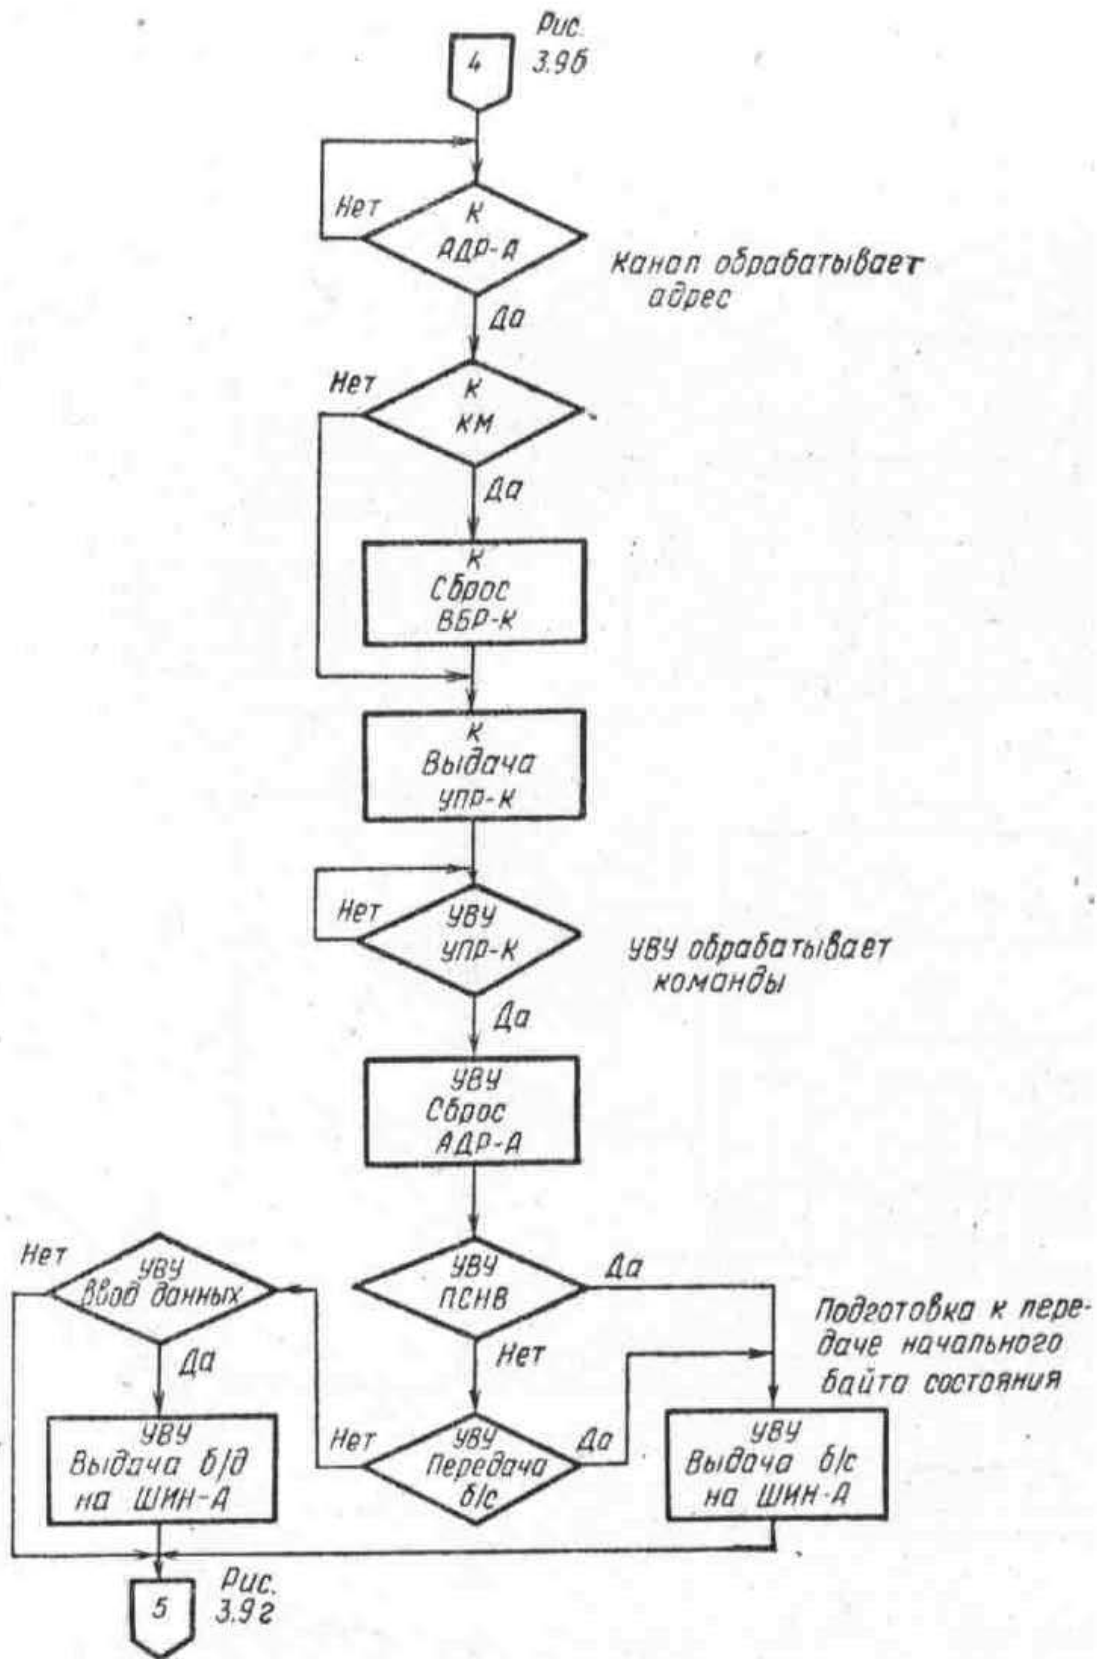 Рис.
3.9б
4
Нет
К
АДР-А
Канал обрабатывает
адрес
Да
Нет
К
КМ
Да
К
Сброс
ВБР-К
К
Выдача
УПР-К
Нет
УВУ
УПР-К
УВУ обрабатывает
команды
Да
УВУ
Сброс
АДР-А
Нет
УВУ
Ввод данных
УВУ
ПСНВ
Да
Подготовка к пере-
даче начального
байта состояния
Да
Нет
УВУ
Выдача б/д
на ШИН-А
Нет
УВУ
Передача
б/с
Да
УВУ
Выдача б/с
на ШИН-А
5
Рис.
3.9г